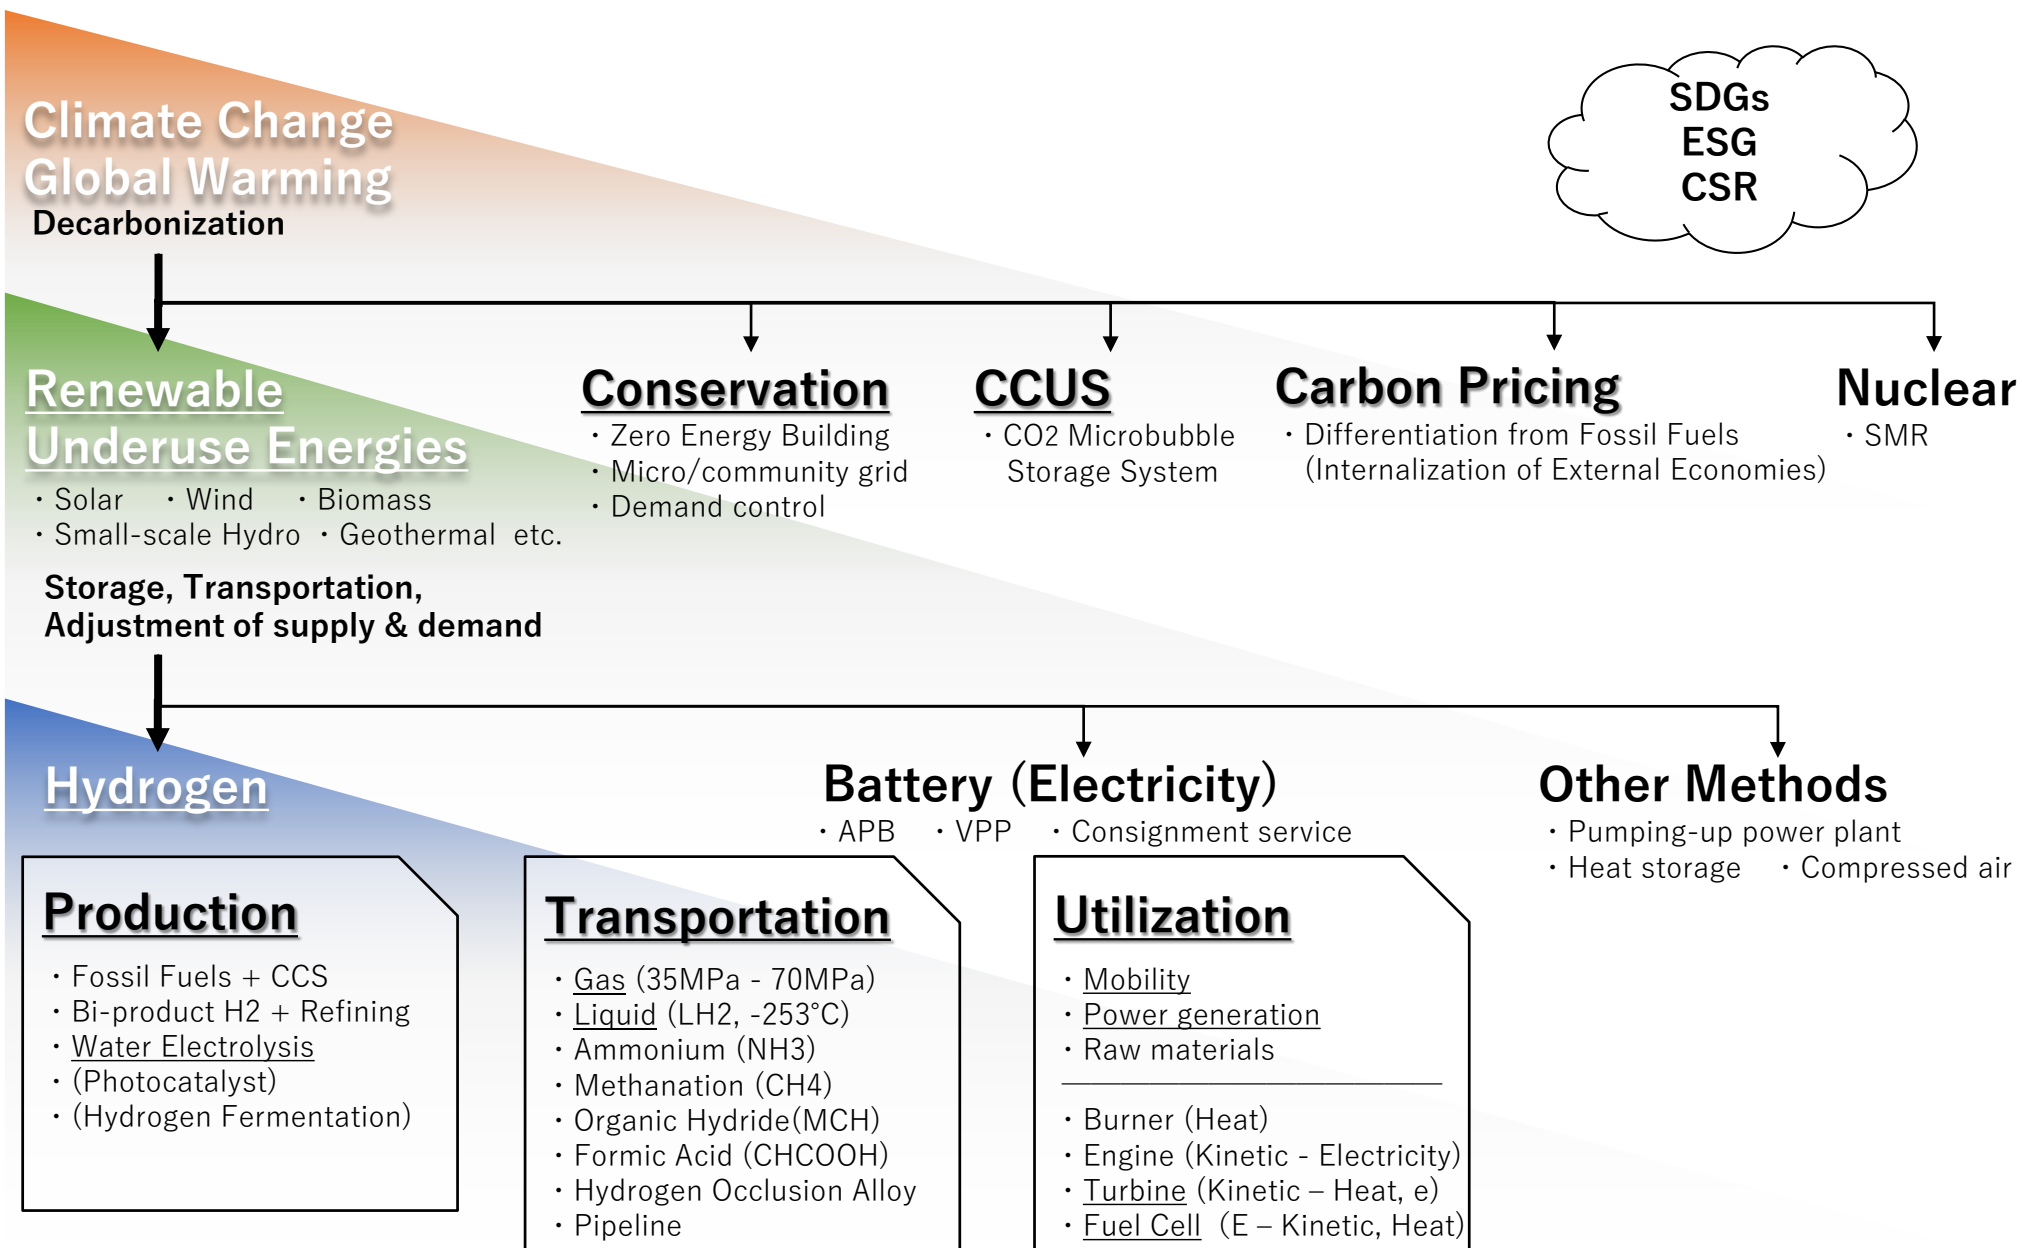 Climate Change
Global Warming
Decarbonization
SDGs
ESG
CSR
Renewable
Underuse Energies
・Solar ・Wind ・Biomass
・Small-scale Hydro ・Geothermal etc.
Conservation
・Zero Energy Building
・Micro/community grid
・Demand control
CCUS
・CO2 Microbubble
Storage System
Carbon Pricing
・Differentiation from Fossil Fuels
(Internalization of External Economies)
Nuclear
・SMR
Storage, Transportation,
Adjustment of supply & demand
Hydrogen
Battery (Electricity)
・APB ・VPP ・Consignment service
Other Methods
・Pumping-up power plant
・Heat storage ・Compressed air
Production
・Fossil Fuels + CCS
・Bi-product H2 + Refining
・Water Electrolysis
・(Photocatalyst)
・(Hydrogen Fermentation)
Transportation
・Gas (35MPa - 70MPa)
・Liquid (LH2, -253°C)
・Ammonium (NH3)
・Methanation (CH4)
・Organic Hydride(MCH)
・Formic Acid (CHCOOH)
・Hydrogen Occlusion Alloy
・Pipeline
Utilization
・Mobility
・Power generation
・Raw materials
・Burner (Heat)
・Engine (Kinetic - Electricity)
・Turbine (Kinetic – Heat, e)
・Fuel Cell (E – Kinetic, Heat)